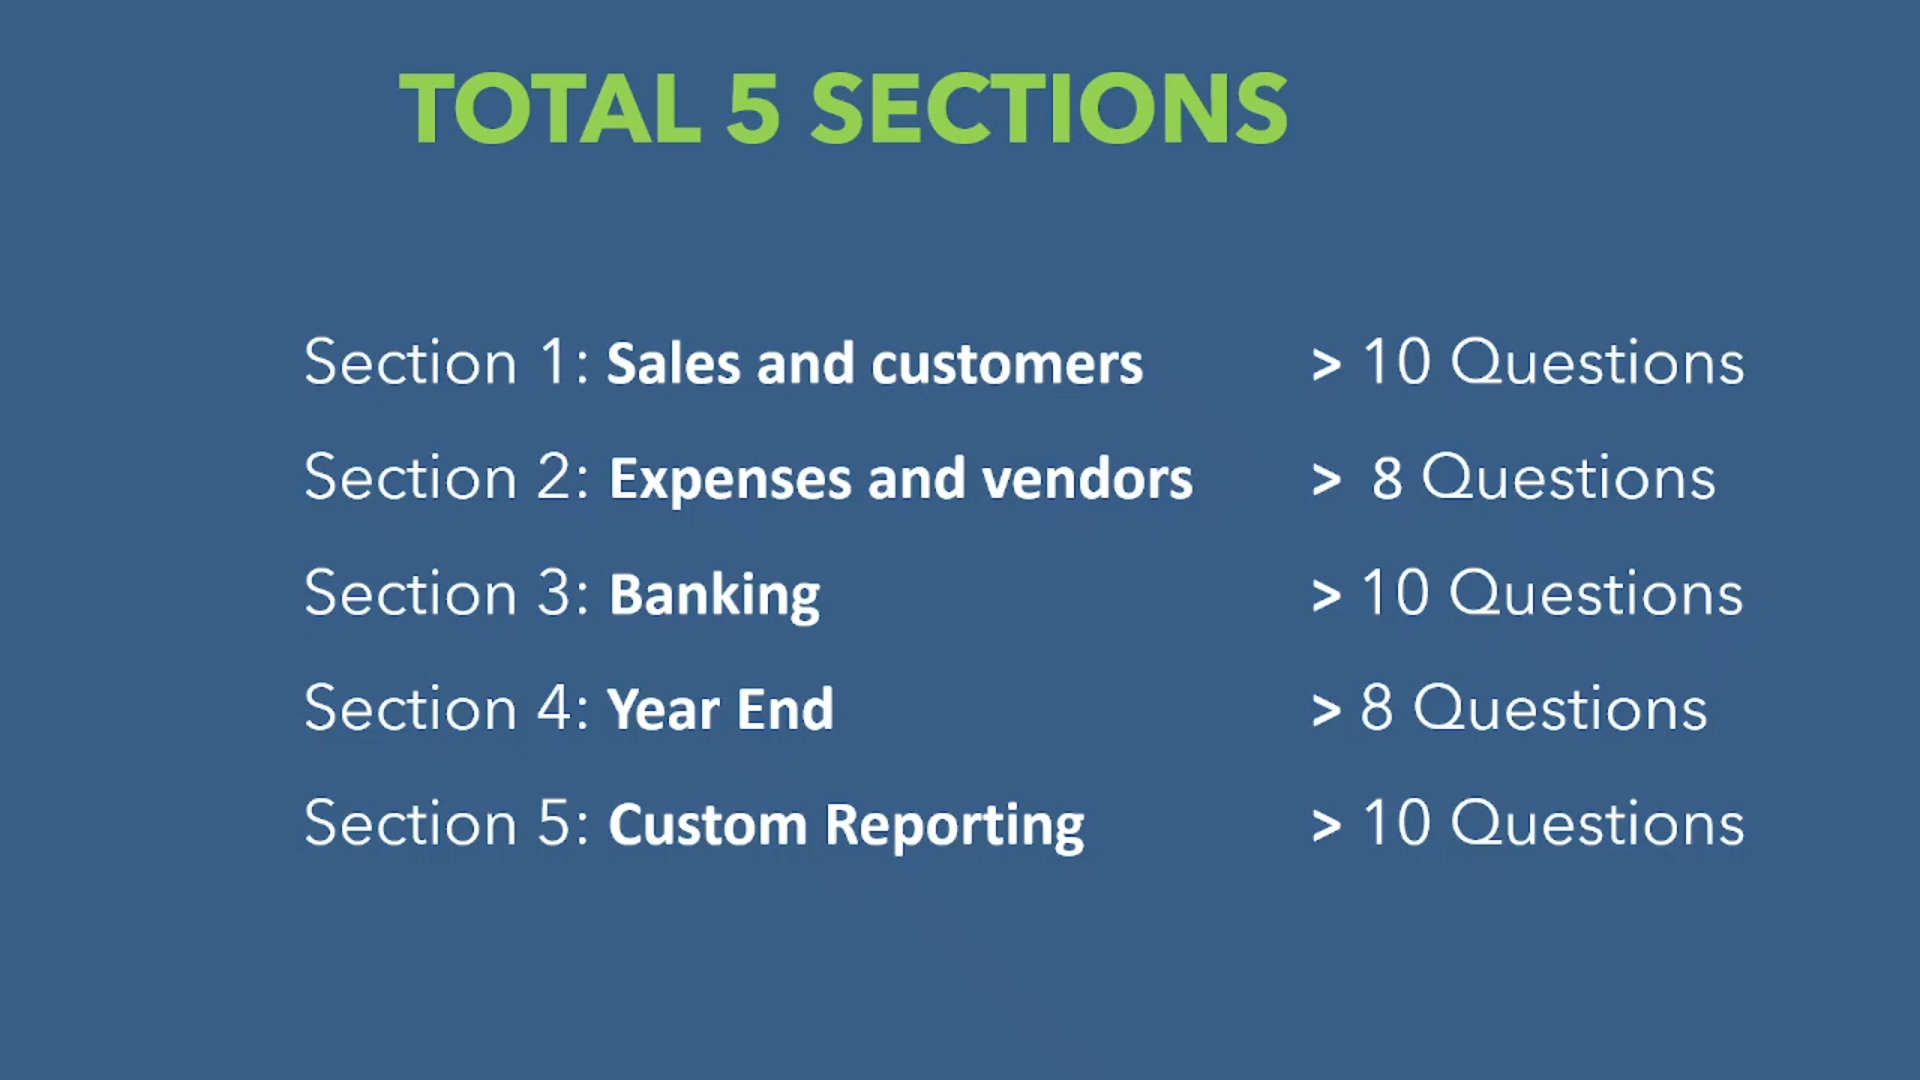 TOTAL 5 SECTIONS
Section 1: Sales and customers > 10 Questions
Section 2: Expenses and vendors > 8 Questions
Section 3: Banking > 10 Questions
Section 4: Year End > 8 Questions
Section 5: Custom Reporting > 10 Questions